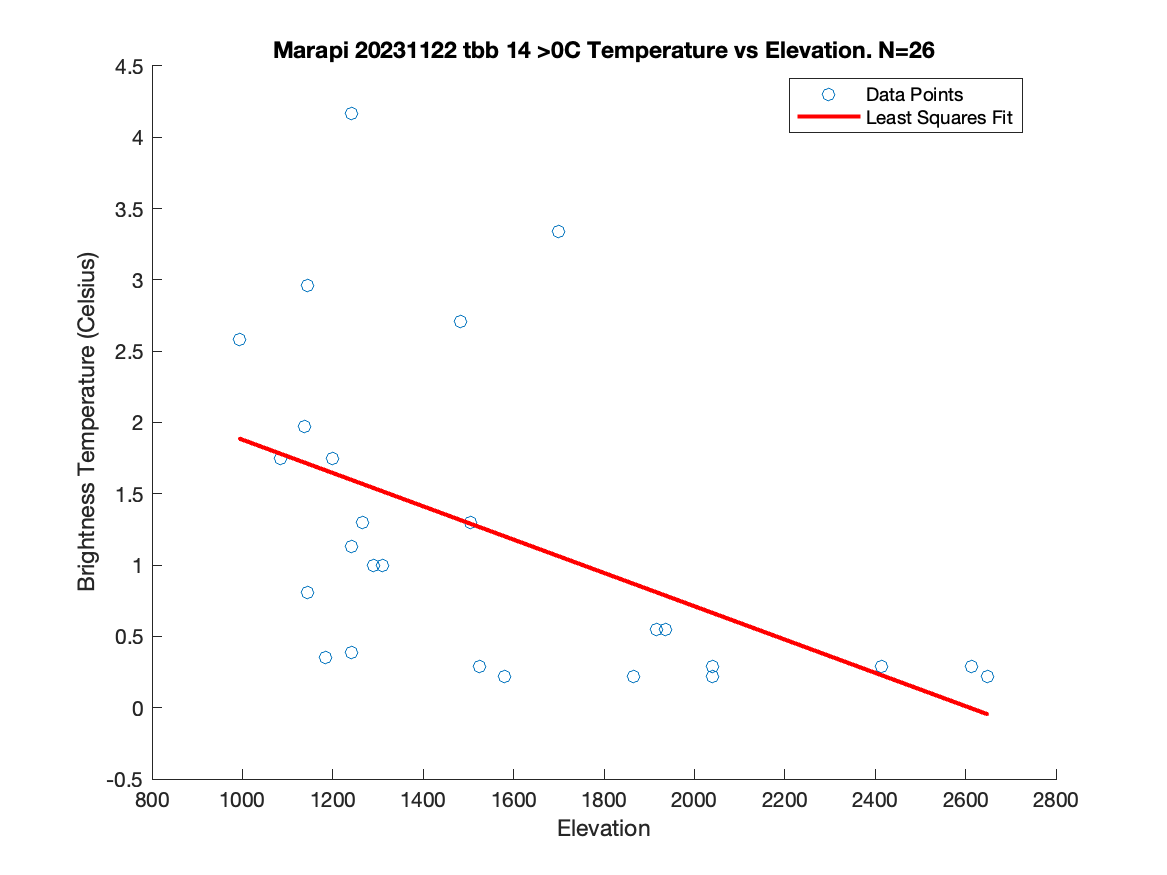 Marapi 20231122 tbb 14 >0C Temperature vs Elevation. N=26
Data Points
Least Squares Fit
Brightness Temperature (Celsius)
4.5
4
3.5
3
2.5
2
1.5
1
0.5
0
-0.5
800 1000 1200 1400 1600 1800 2000 2200 2400 2600 2800
Elevation